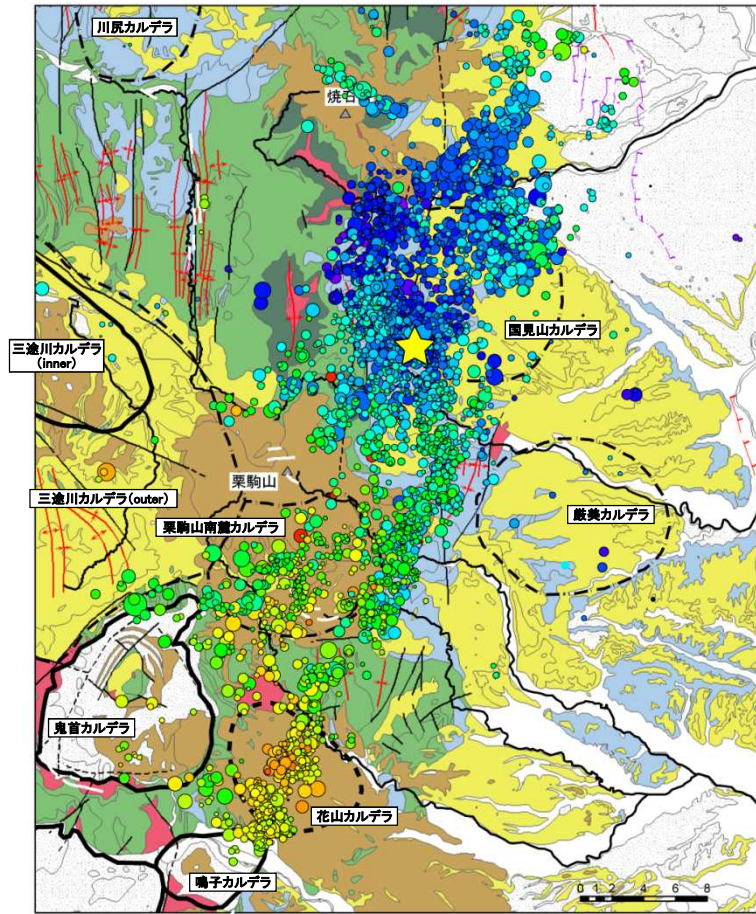 川尻カルデラ
焼石
国見山カルデラ
三途川カルデラ
(inner)
栗駒山
三途川カルデラ(outer)
栗駒山南麓カルデラ
厳美カルデラ
鬼首カルデラ
花山カルデラ
鳴子カルデラ
0 1 2 4 6 8